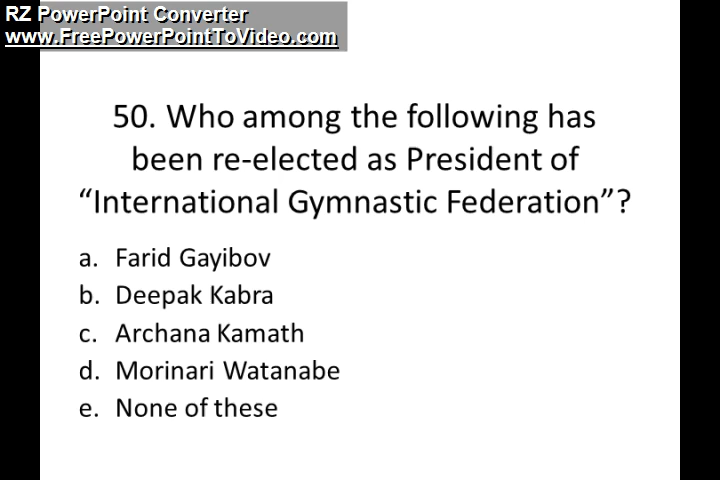 RZ PowerPoint Converter
www.FreePowerPointToVideo.com
50. Who among the following has
been re-elected as President of
“International Gymnastic Federation”?
a. Farid Gayibov
b. Deepak Kabra
c. Archana Kamath
d. Morinari Watanabe
e. None of these